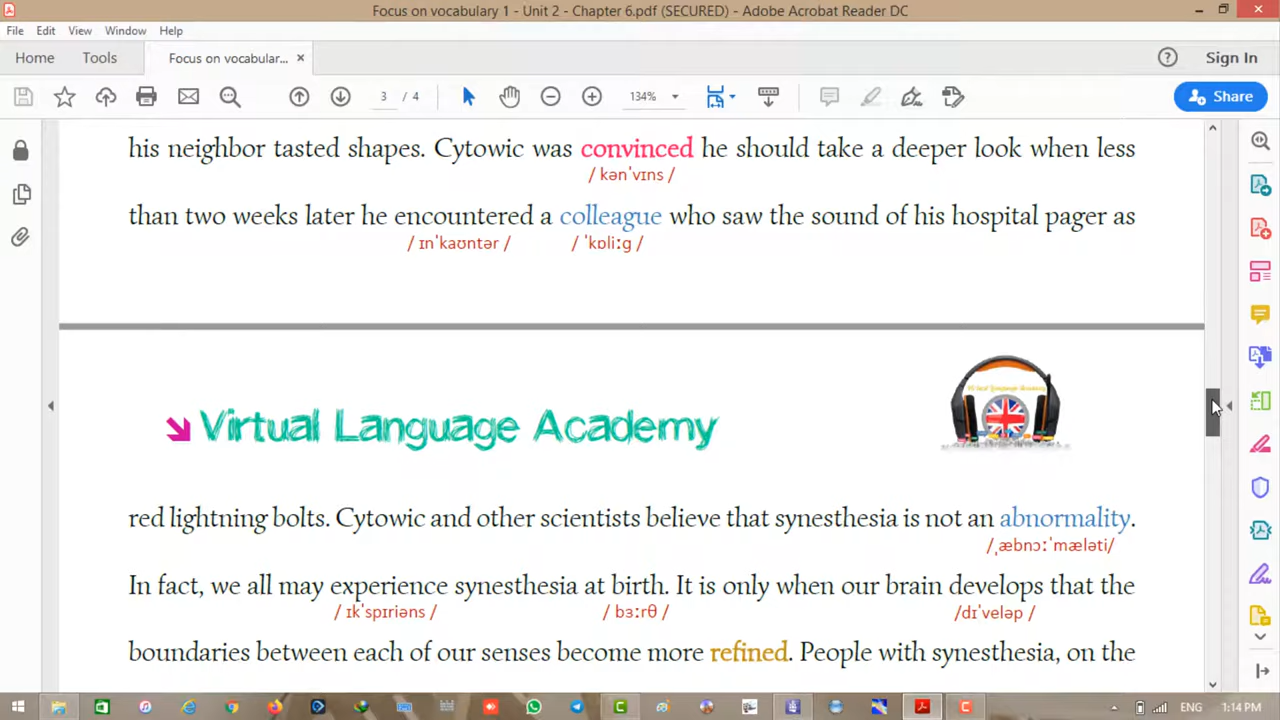 Focus on vocabulary 1 - Unit 2 - Chapter 6.pdf (SECURED) - Adobe Acrobat Reader DC
File Edit View Window Help
Home Tools Focus on vocabular... × Sign In
3 / 4 134% Share
his neighbor tasted shapes. Cytowic was convinced he should take a deeper look when less
/ kənˈvɪns /
than two weeks later he encountered a colleague who saw the sound of his hospital pager as
/ ɪnˈkaʊntər / / ˈkɒliːɡ /
Virtual Language Academy
red lightning bolts. Cytowic and other scientists believe that synesthesia is not an abnormality.
/ˌæbnɔːˈmæləti/
In fact, we all may experience synesthesia at birth. It is only when our brain develops that the
/ ɪkˈspɪriəns / / bɜːrθ / /dɪˈveləp /
boundaries between each of our senses become more refined. People with synesthesia, on the
ENG 1:14 PM